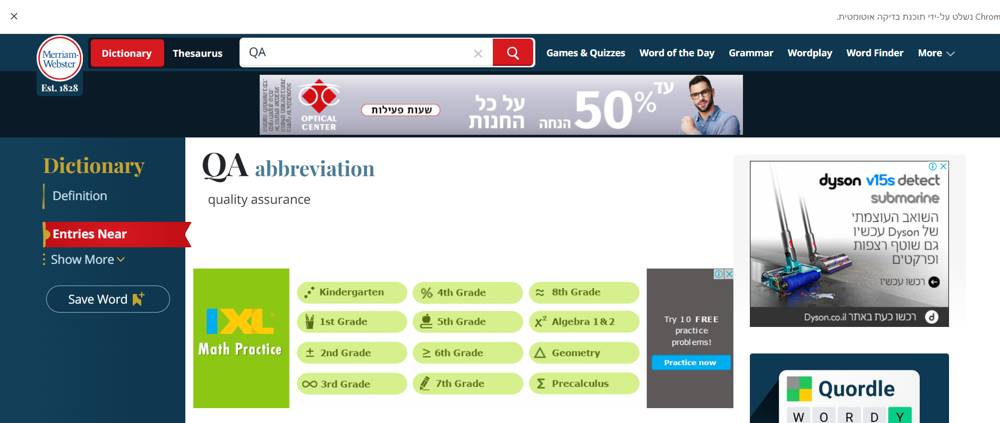 Chrom נשלט על-ידי תוכנת בדיקה אוטומטית.
Merriam-
Webster
Est. 1828
Dictionary
Thesaurus
QA
Games & Quizzes
Word of the Day
Grammar
Wordplay
Word Finder
More
OPTICAL
CENTER
שעות פעילות
על כל
החנות
עד
50%
הנחה
Dictionary
Definition
Entries Near
Show More
Save Word
QA abbreviation
quality assurance
IXL
Math Practice
Kindergarten
% 4th Grade
≈ 8th Grade
1st Grade
5th Grade
x² Algebra 1 & 2
± 2nd Grade
≥ 6th Grade
△ Geometry
∞ 3rd Grade
7th Grade
Σ Precalculus
Try 10 FREE
practice
problems!
Practice now
dyson v15s detect
submarine
השואב העוצמתי
של Dyson עכשיו
גם שוטף רצפות
ופרקטים
רכשו עכשיו
רכשו כעת באתר Dyson.co.il
Quordle
W O R D Y